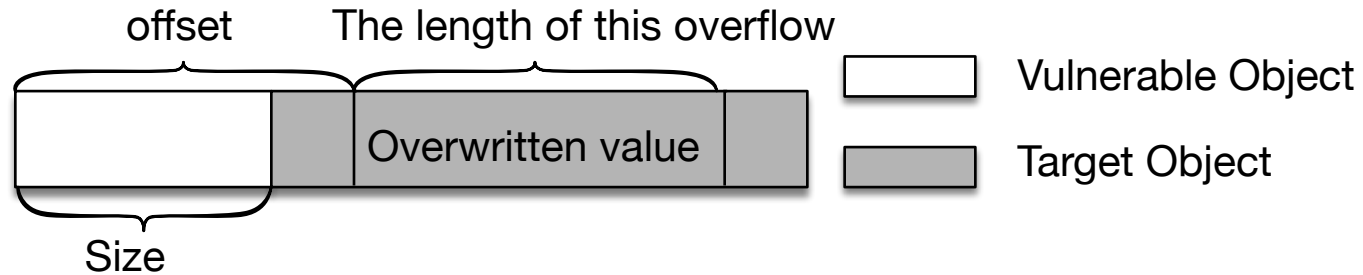 offset
The length of this overflow
Vulnerable Object
Overwritten value
Target Object
Size